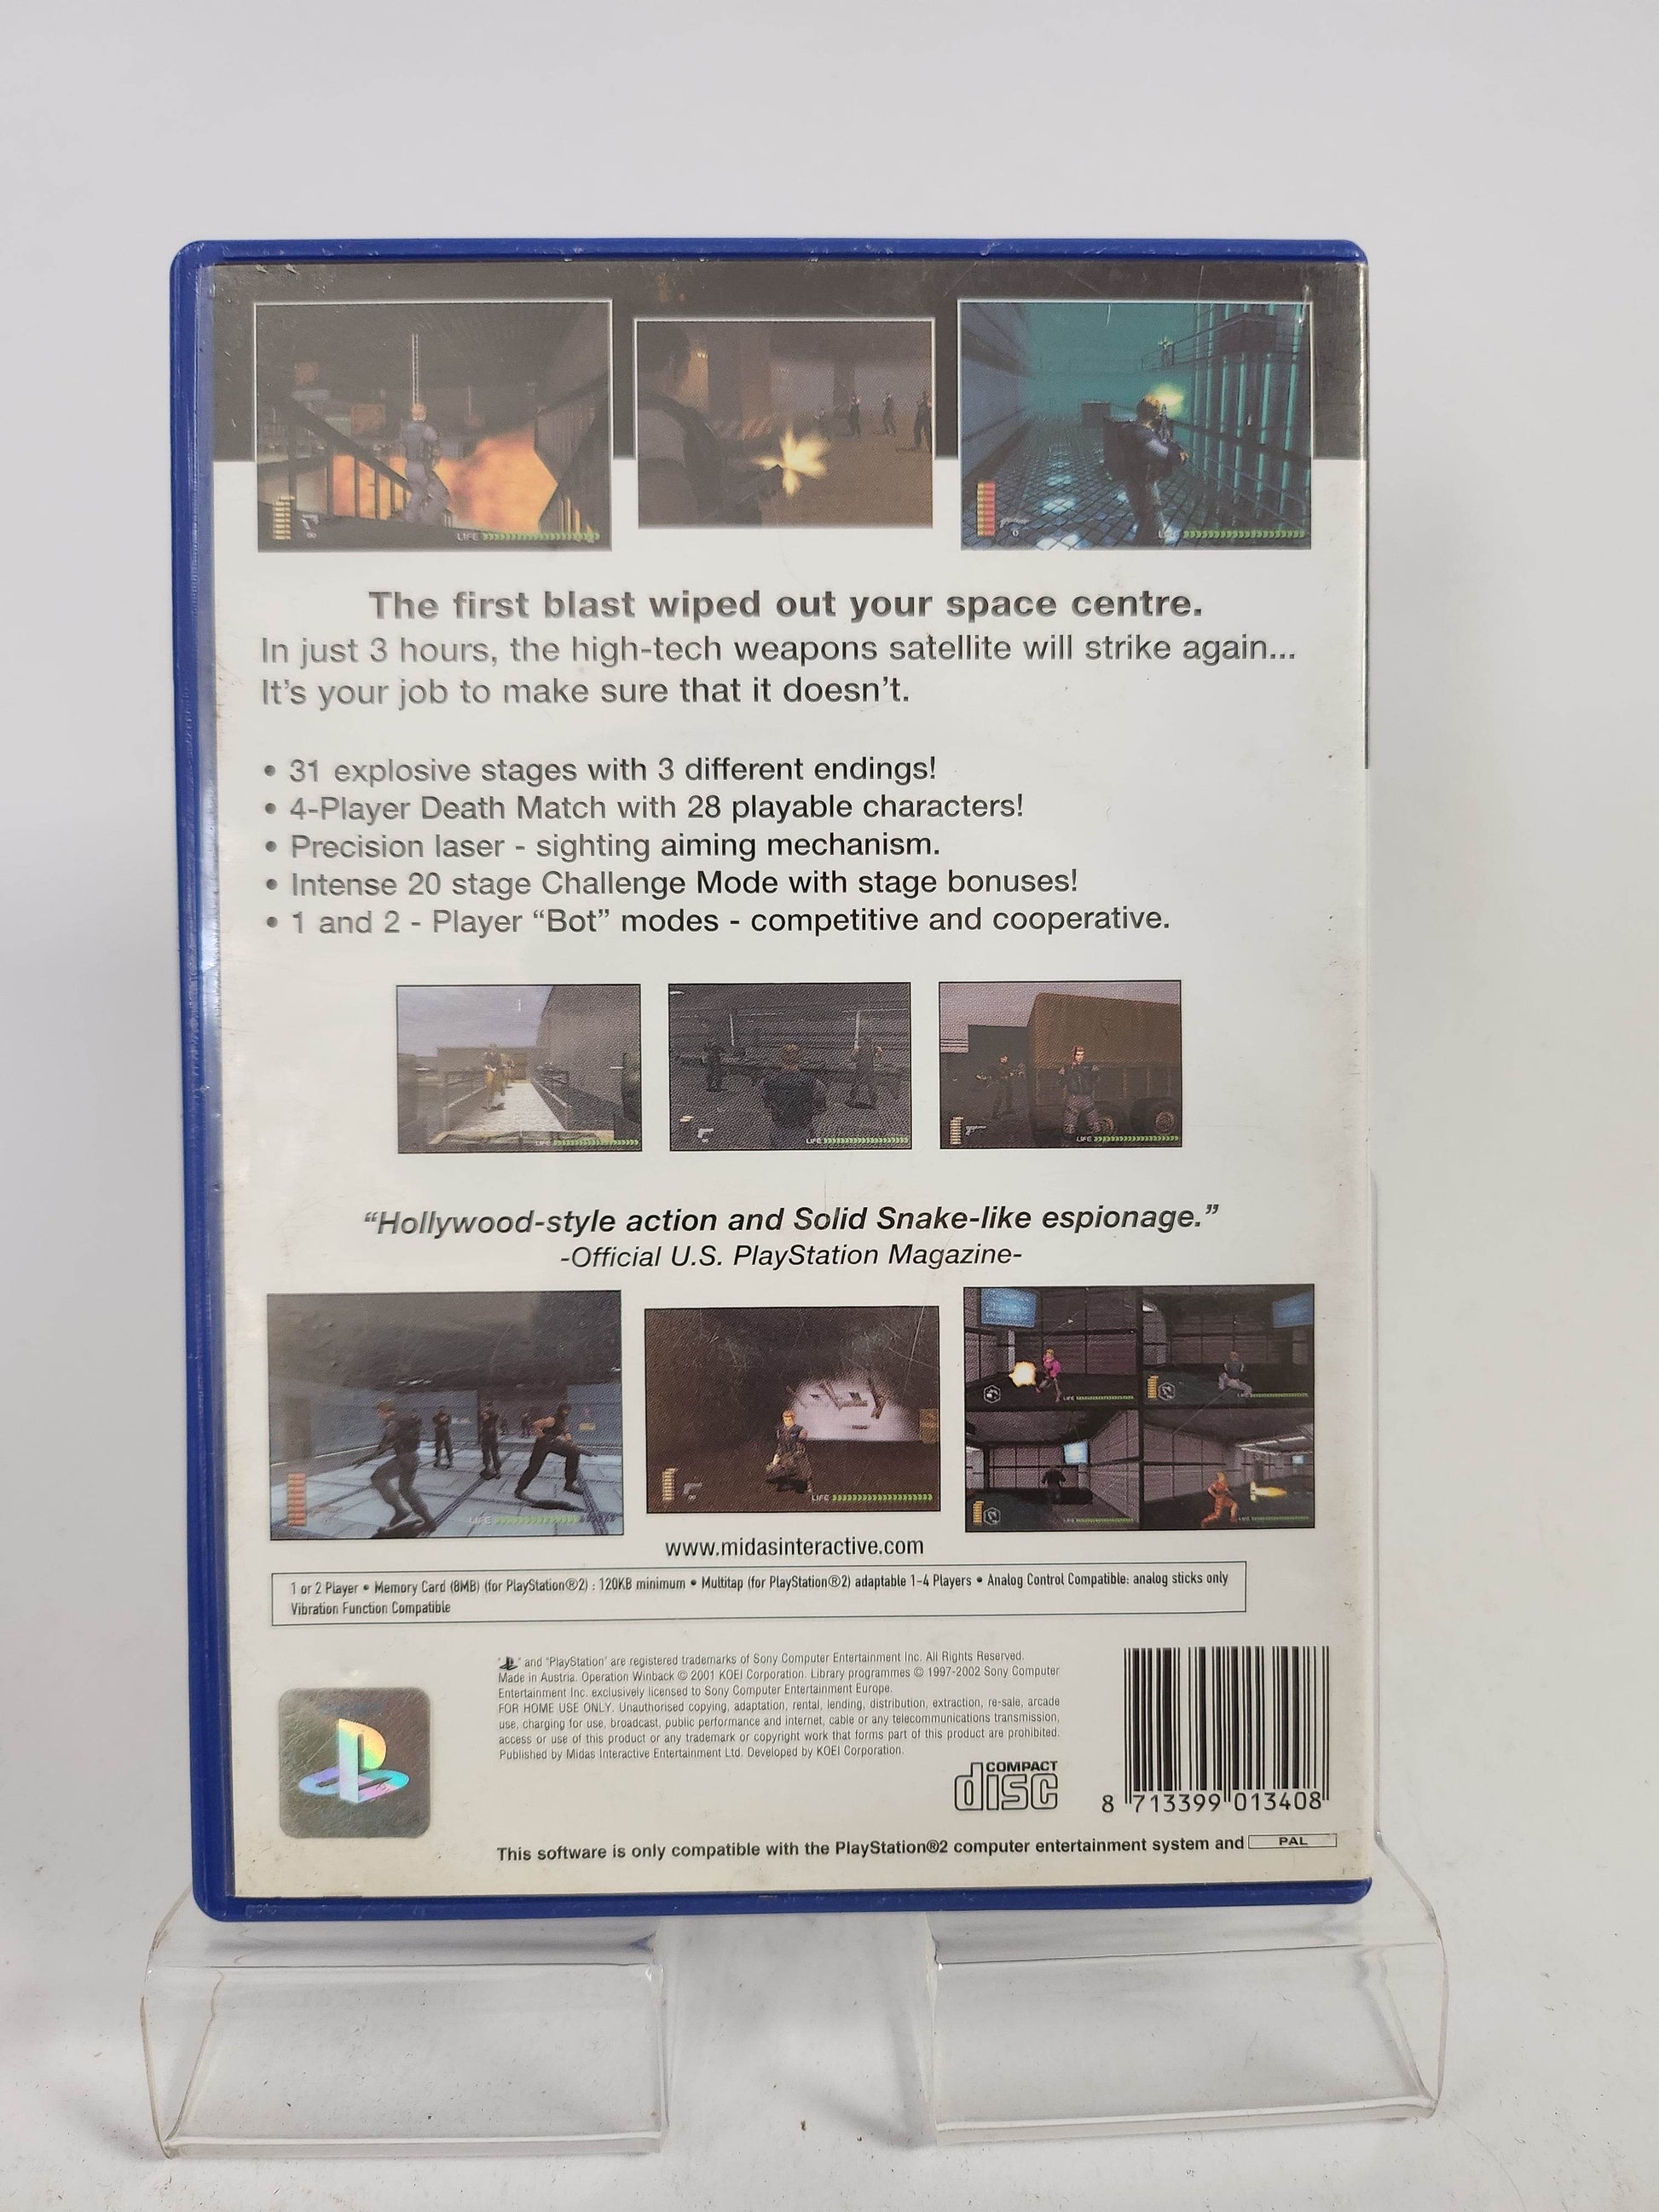 The first blast wiped out your space centre.
In just 3 hours, the high-tech weapons satellite will strike again...
It's your job to make sure that it doesn't.
• 31 explosive stages with 3 different endings!
• 4-Player Death Match with 28 playable characters!
• Precision laser - sighting aiming mechanism.
• Intense 20 stage Challenge Mode with stage bonuses!
• 1 and 2 - Player “Bot” modes - competitive and cooperative.
“Hollywood-style action and Solid Snake-like espionage.”
-Official U.S. PlayStation Magazine-
www.midasinteractive.com
1 or 2 Player • Memory Card (8MB) (for PlayStation®2) : 120KB minimum • Multitap (for PlayStation®2) adaptable 1-4 Players • Analog Control Compatible: analog sticks only
Vibration Function Compatible
" " and "PlayStation" are registered trademarks of Sony Computer Entertainment Inc. All Rights Reserved.
Made in Austria. Operation Winback © 2001 KOEI Corporation. Library programmes © 1997-2002 Sony Computer
Entertainment Inc. exclusively licensed to Sony Computer Entertainment Europe.
FOR HOME USE ONLY. Unauthorised copying, adaptation, rental, lending, distribution, extraction, re-sale, arcade
use, charging for use, broadcast, public performance and internet, cable or any telecommunications transmission,
access or use of this product or any trademark or copyright work that forms part of this product are prohibited.
Published by Midas Interactive Entertainment Ltd. Developed by KOEI Corporation.
COMPACT
disc
8 713399 013408
This software is only compatible with the PlayStation®2 computer entertainment system and PAL